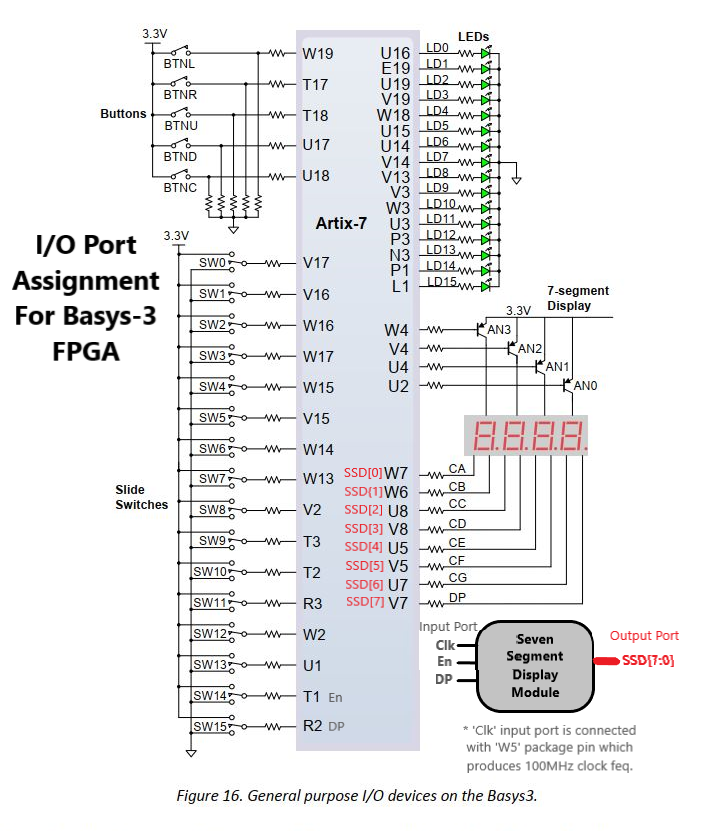 3.3V
BTNL
BTNR
Buttons
BTNU
BTND
BTNC
W19
T17
T18
U17
U18
Artix-7
LEDs
U16 LD0
E19 LD1
U19 LD2
V19 LD3
W18 LD4
U15 LD5
U14 LD6
V14 LD7
V13 LD8
V3 LD9
W3 LD10
U3 LD11
P3 LD12
N3 LD13
P1 LD14
L1 LD15
I/O Port
Assignment
For Basys-3
FPGA
3.3V
SW0 V17
SW1 V16
SW2 W16
SW3 W17
SW4 W15
SW5 V15
SW6 W14
SW7 W13
Slide
Switches
SW8 V2
SW9 T3
SW10 T2
SW11 R3
SW12 W2
SW13 U1
SW14 T1 En
SW15 R2 DP
7-segment
Display
3.3V
W4 AN3
V4 AN2
U4 AN1
U2 AN0
8.8.8.8.
SSD[0] W7 CA
SSD[1] W6 CB
SSD[2] U8 CC
SSD[3] V8 CD
SSD[4] U5 CE
SSD[5] V5 CF
SSD[6] U7 CG
SSD[7] V7 DP
Input Port
Clk
En
DP
Seven
Segment
Display
Module
Output Port
SSD[7:0]
* 'Clk' input port is connected
with 'W5' package pin which
produces 100MHz clock feq.
Figure 16. General purpose I/O devices on the Basys3.